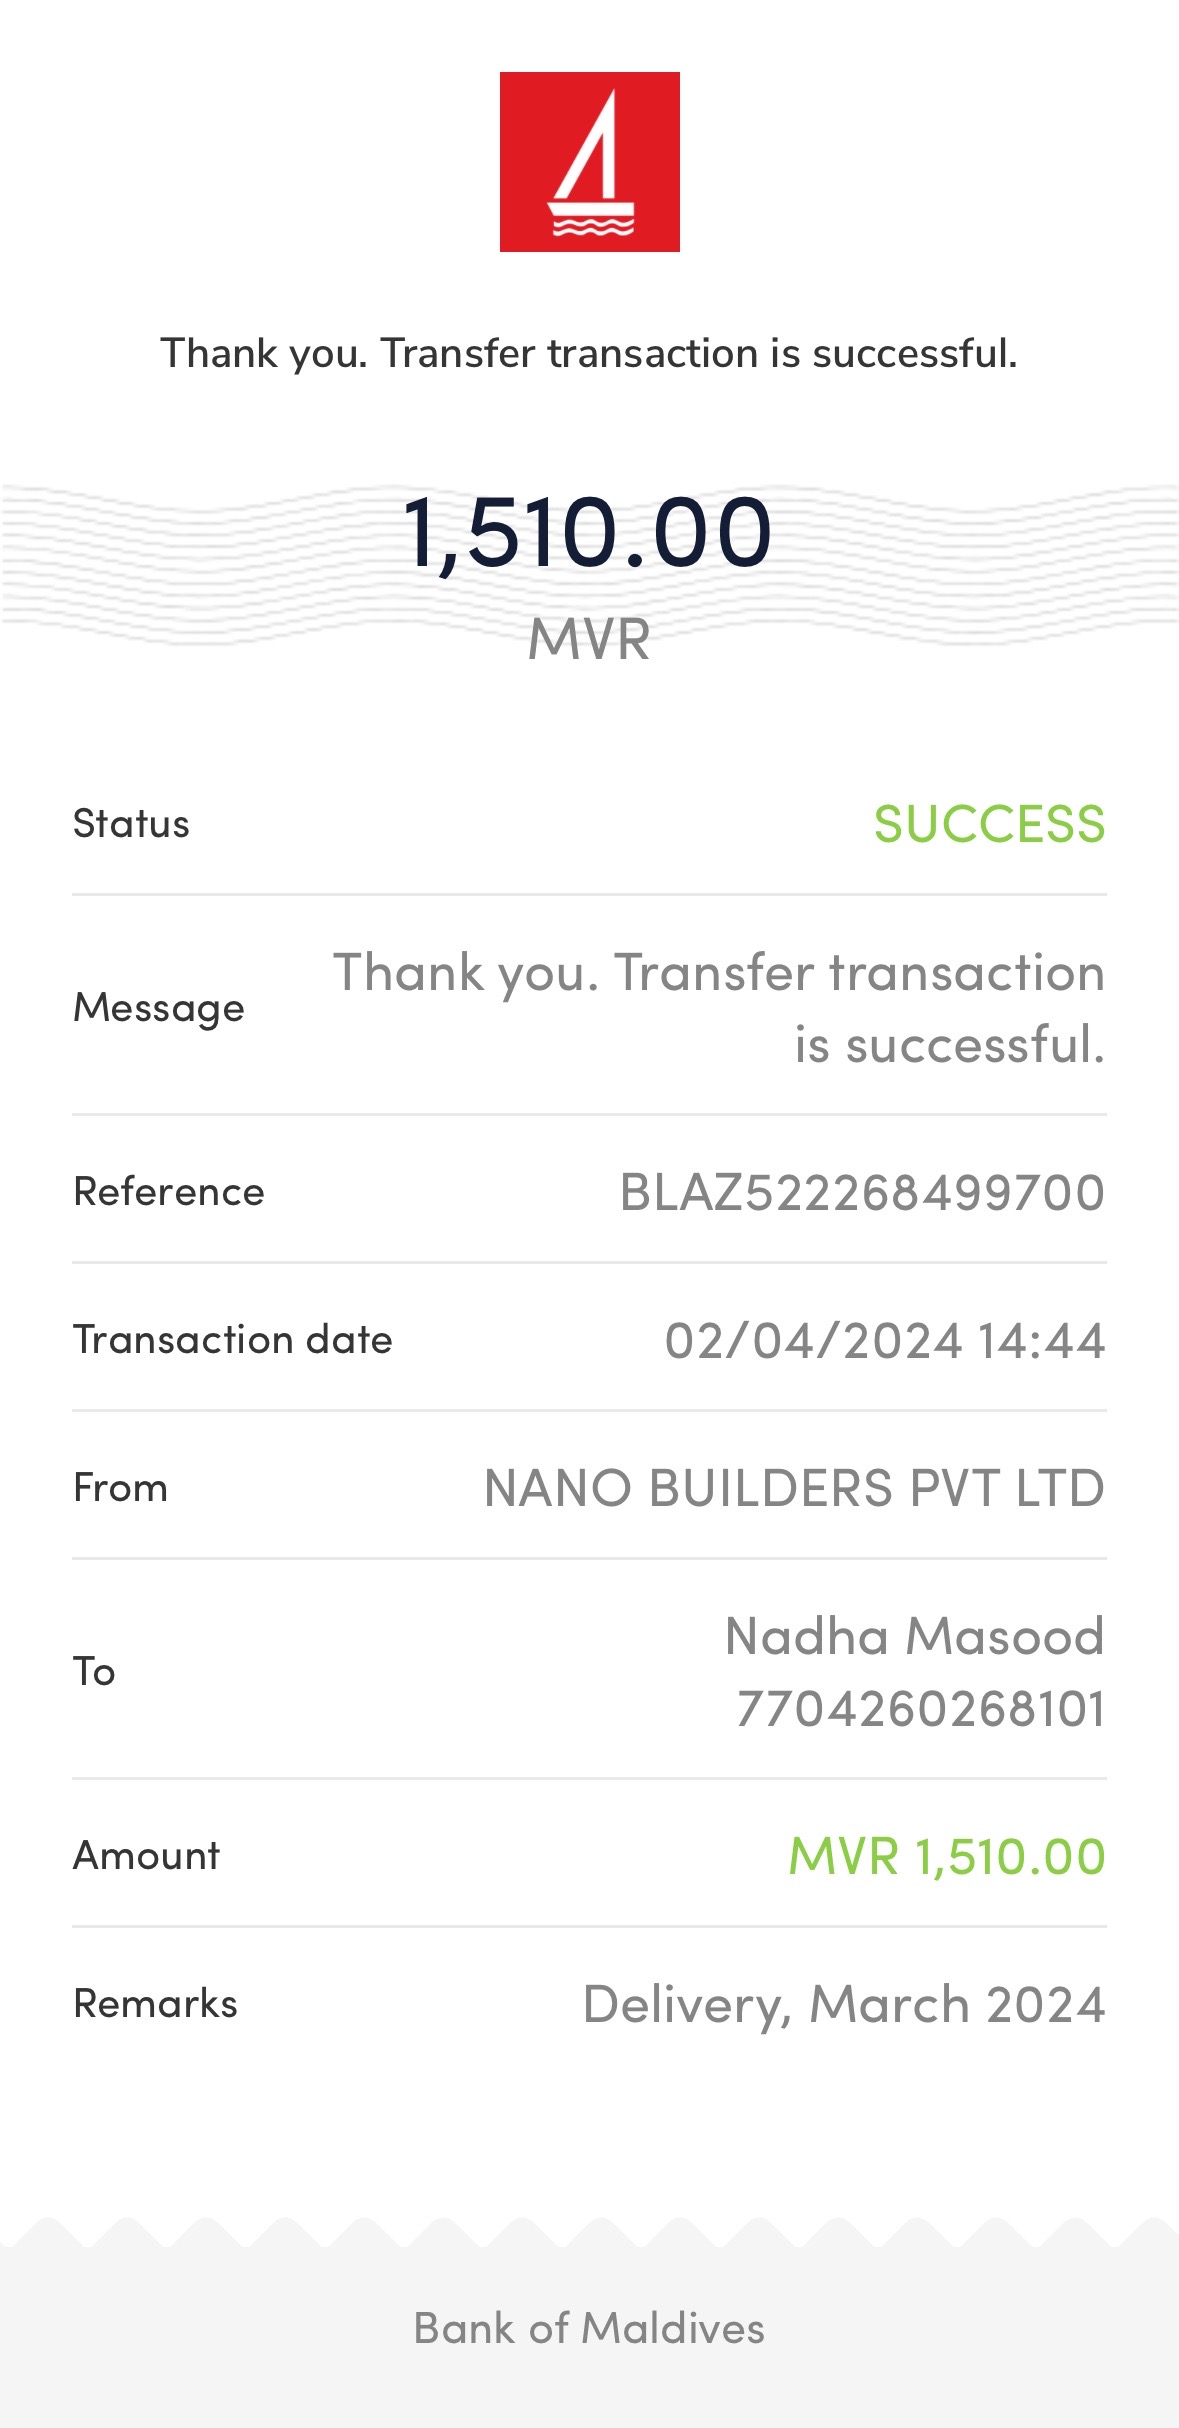 Thank you. Transfer transaction is successful.
1,510.00
MVR
Status SUCCESS
Message Thank you. Transfer transaction
is successful.
Reference BLAZ522268499700
Transaction date 02/04/2024 14:44
From NANO BUILDERS PVT LTD
To Nadha Masood
7704260268101
Amount MVR 1,510.00
Remarks Delivery, March 2024
Bank of Maldives